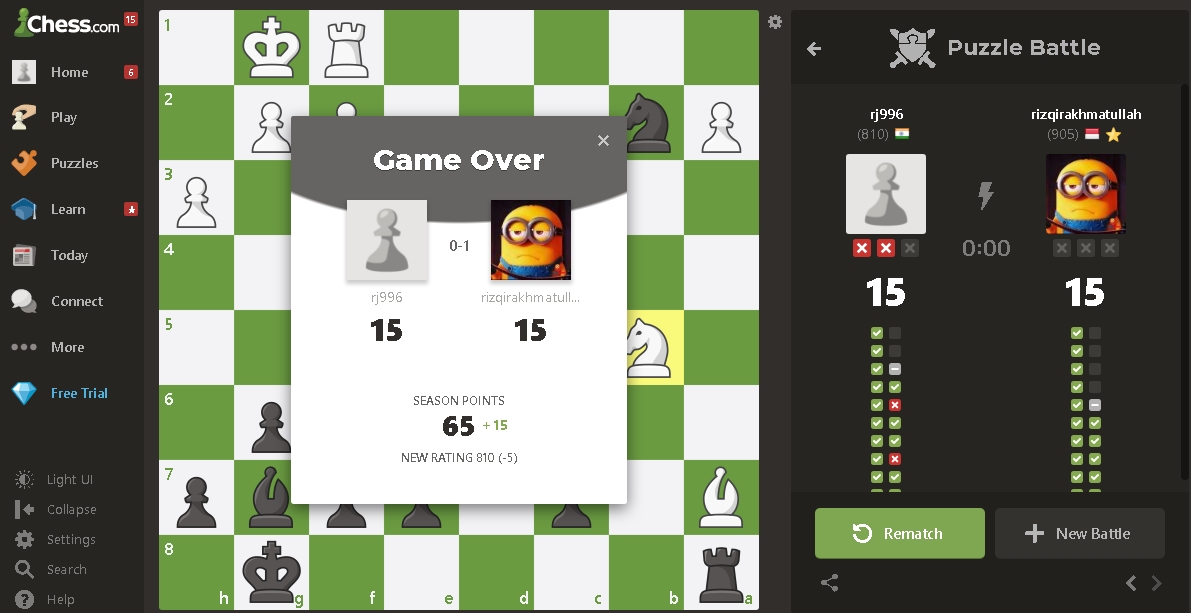 Chess.com 15
Home 6
Play
Puzzles
Learn
Today
Connect
More
Free Trial
Light UI
Collapse
Settings
Search
Help
1
2
3
4
5
6
7
8
h g f e d c b a
Game Over
0-1
rj996 rizqirakhmatull...
15 15
SEASON POINTS
65 +15
NEW RATING 810 (-5)
Puzzle Battle
rj996 rizqirakhmatullah
(810) (905)
0:00
15 15
Rematch New Battle